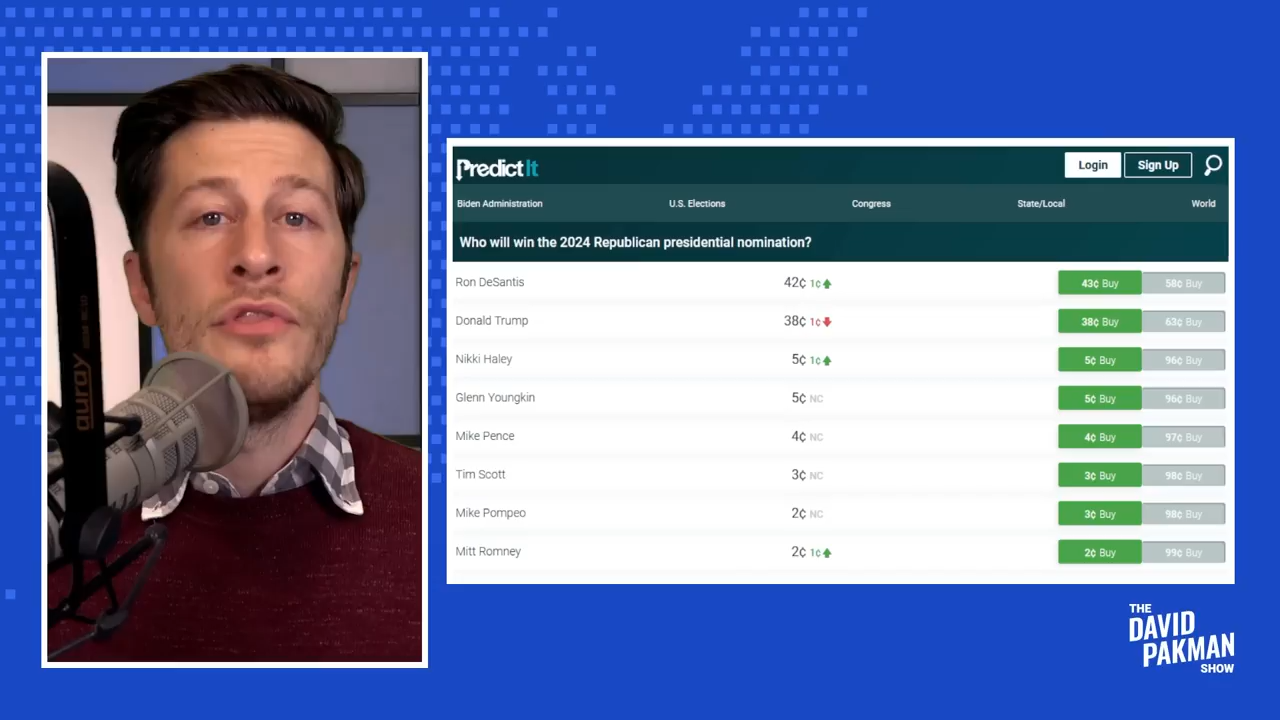 auray
PredictIt
Login
Sign Up
Biden Administration
U.S. Elections
Congress
State/Local
World
Who will win the 2024 Republican presidential nomination?
Ron DeSantis 42¢ 1¢ 43¢ Buy 58¢ Buy
Donald Trump 38¢ 1¢ 38¢ Buy 63¢ Buy
Nikki Haley 5¢ 1¢ 5¢ Buy 96¢ Buy
Glenn Youngkin 5¢ NC 5¢ Buy 96¢ Buy
Mike Pence 4¢ NC 4¢ Buy 97¢ Buy
Tim Scott 3¢ NC 3¢ Buy 98¢ Buy
Mike Pompeo 2¢ NC 3¢ Buy 98¢ Buy
Mitt Romney 2¢ 1¢ 2¢ Buy 99¢ Buy
THE
DAVID
PAKMAN
SHOW